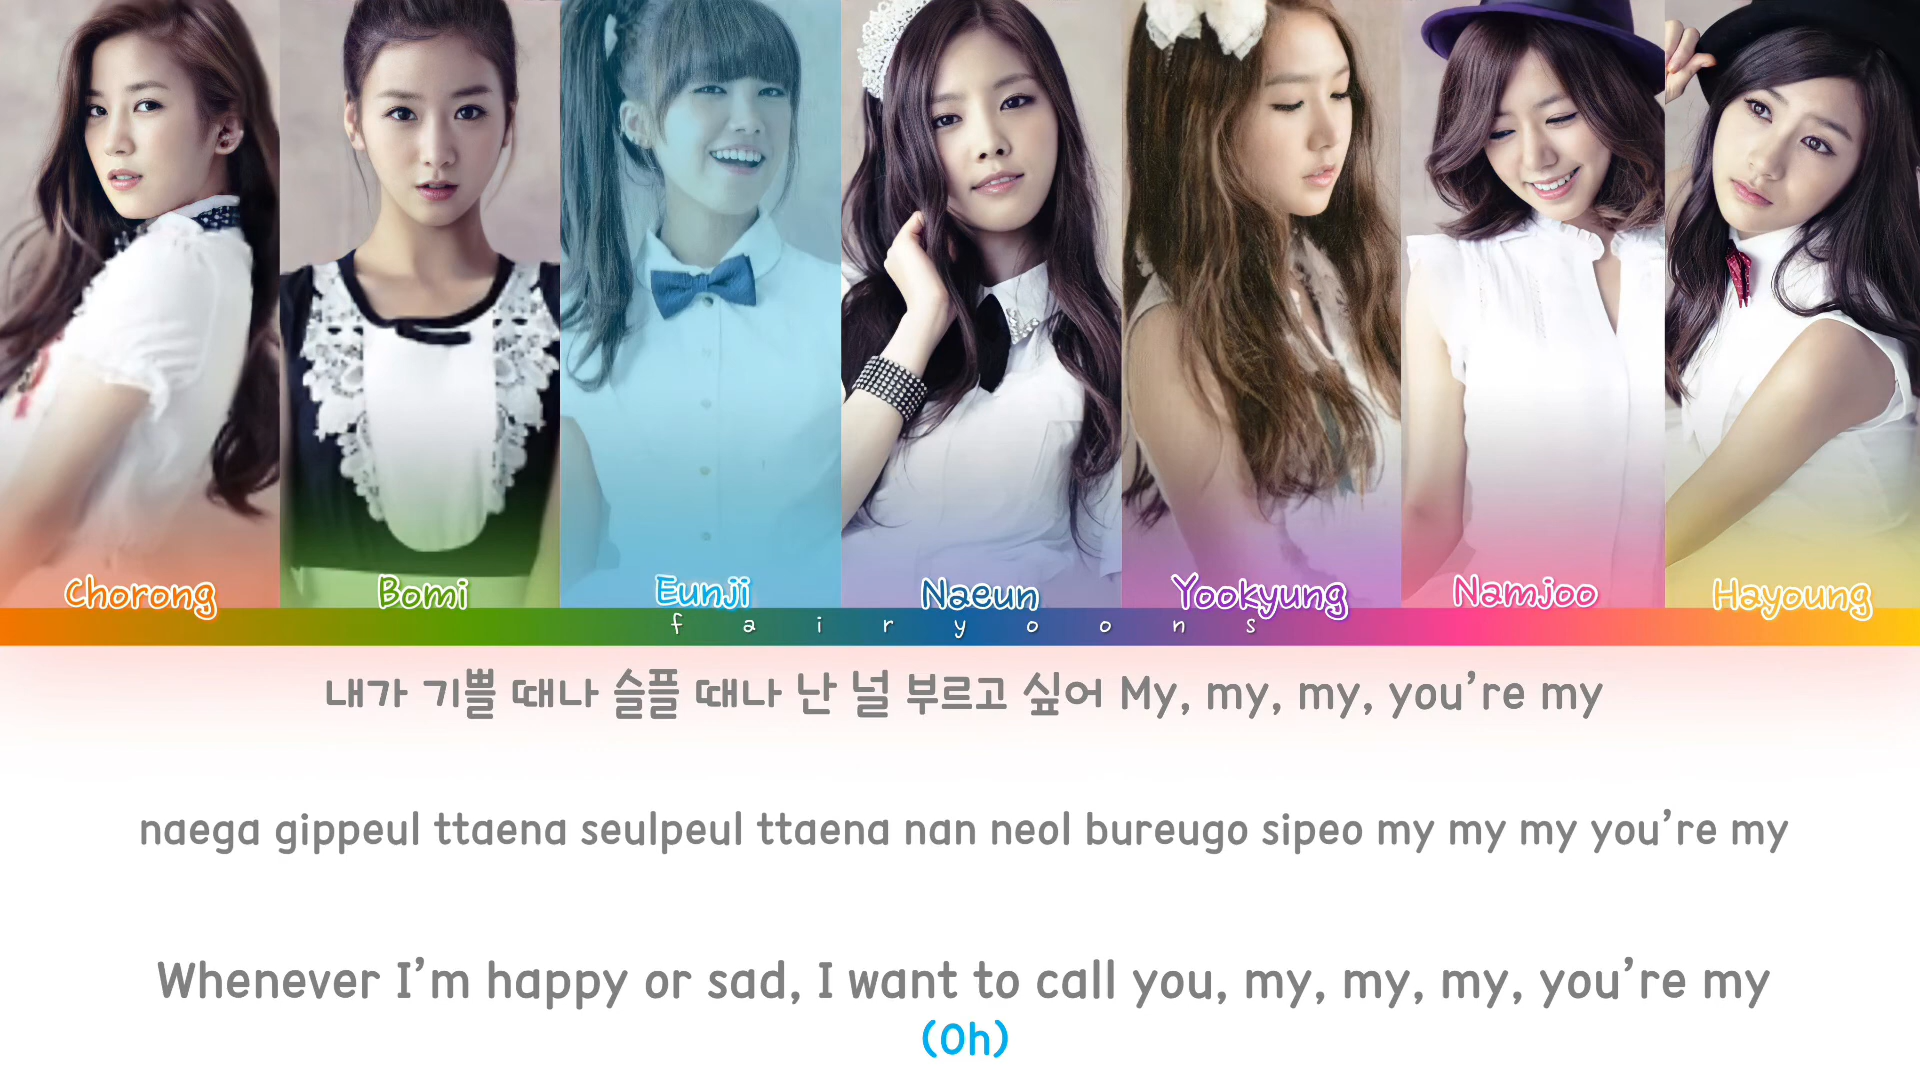 Chorong Bomi Eunji Naeun Yookyung Namjoo Hayoung
fairyoons
내가 기쁠 때나 슬플 때나 난 널 부르고 싶어 My, my, my, you’re my
naega gippeul ttaena seulpeul ttaena nan neol bureugo sipeo my my my you’re my
Whenever I’m happy or sad, I want to call you, my, my, my, you’re my
(Oh)